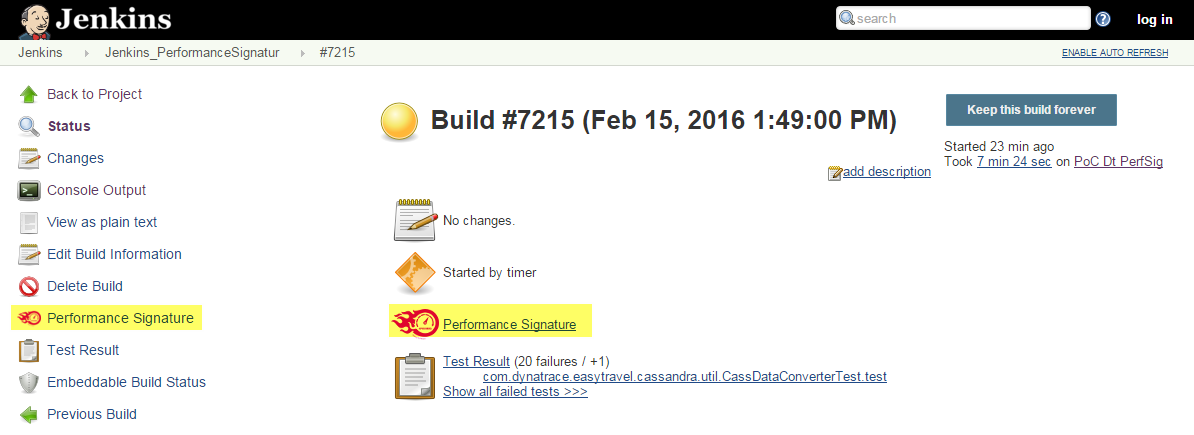 Jenkins
search
log in
Jenkins Jenkins_PerformanceSignatur #7215
ENABLE AUTO REFRESH
Back to Project
Status
Changes
Console Output
View as plain text
Edit Build Information
Delete Build
Performance Signature
Test Result
Embeddable Build Status
Previous Build
Build #7215 (Feb 15, 2016 1:49:00 PM)
Keep this build forever
Started 23 min ago
Took 7 min 24 sec on PoC Dt PerfSig
add description
No changes.
Started by timer
Performance Signature
Test Result (20 failures / +1)
com.dynatrace.easytravel.cassandra.util.CassDataConverterTest.test
Show all failed tests >>>